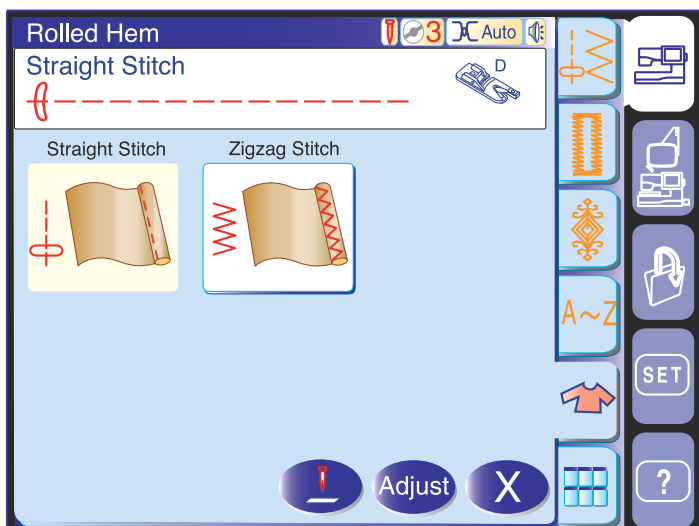 Rolled Hem 3 Auto
Straight Stitch D
Straight Stitch Zigzag Stitch
A~Z
SET
Adjust X ?